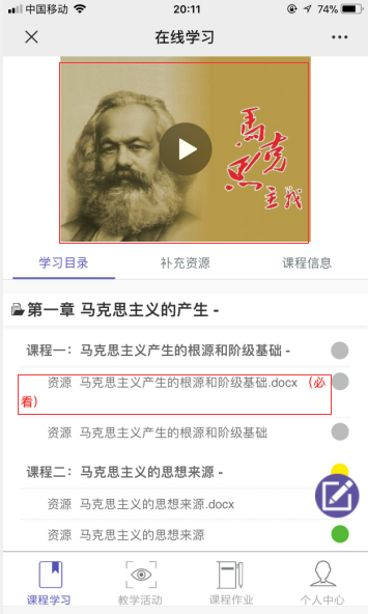 中国移动 20:11 74%
在线学习
馬克
思主義
学习目录 补充资源 课程信息
第一章 马克思主义的产生 -
课程一：马克思主义产生的根源和阶级基础 -
资源 马克思主义产生的根源和阶级基础.docx （必
看）
资源 马克思主义产生的根源和阶级基础
课程二：马克思主义的思想来源 -
资源 马克思主义的思想来源.docx
资源 马克思主义的思想来源
课程学习 教学活动 课程作业 个人中心